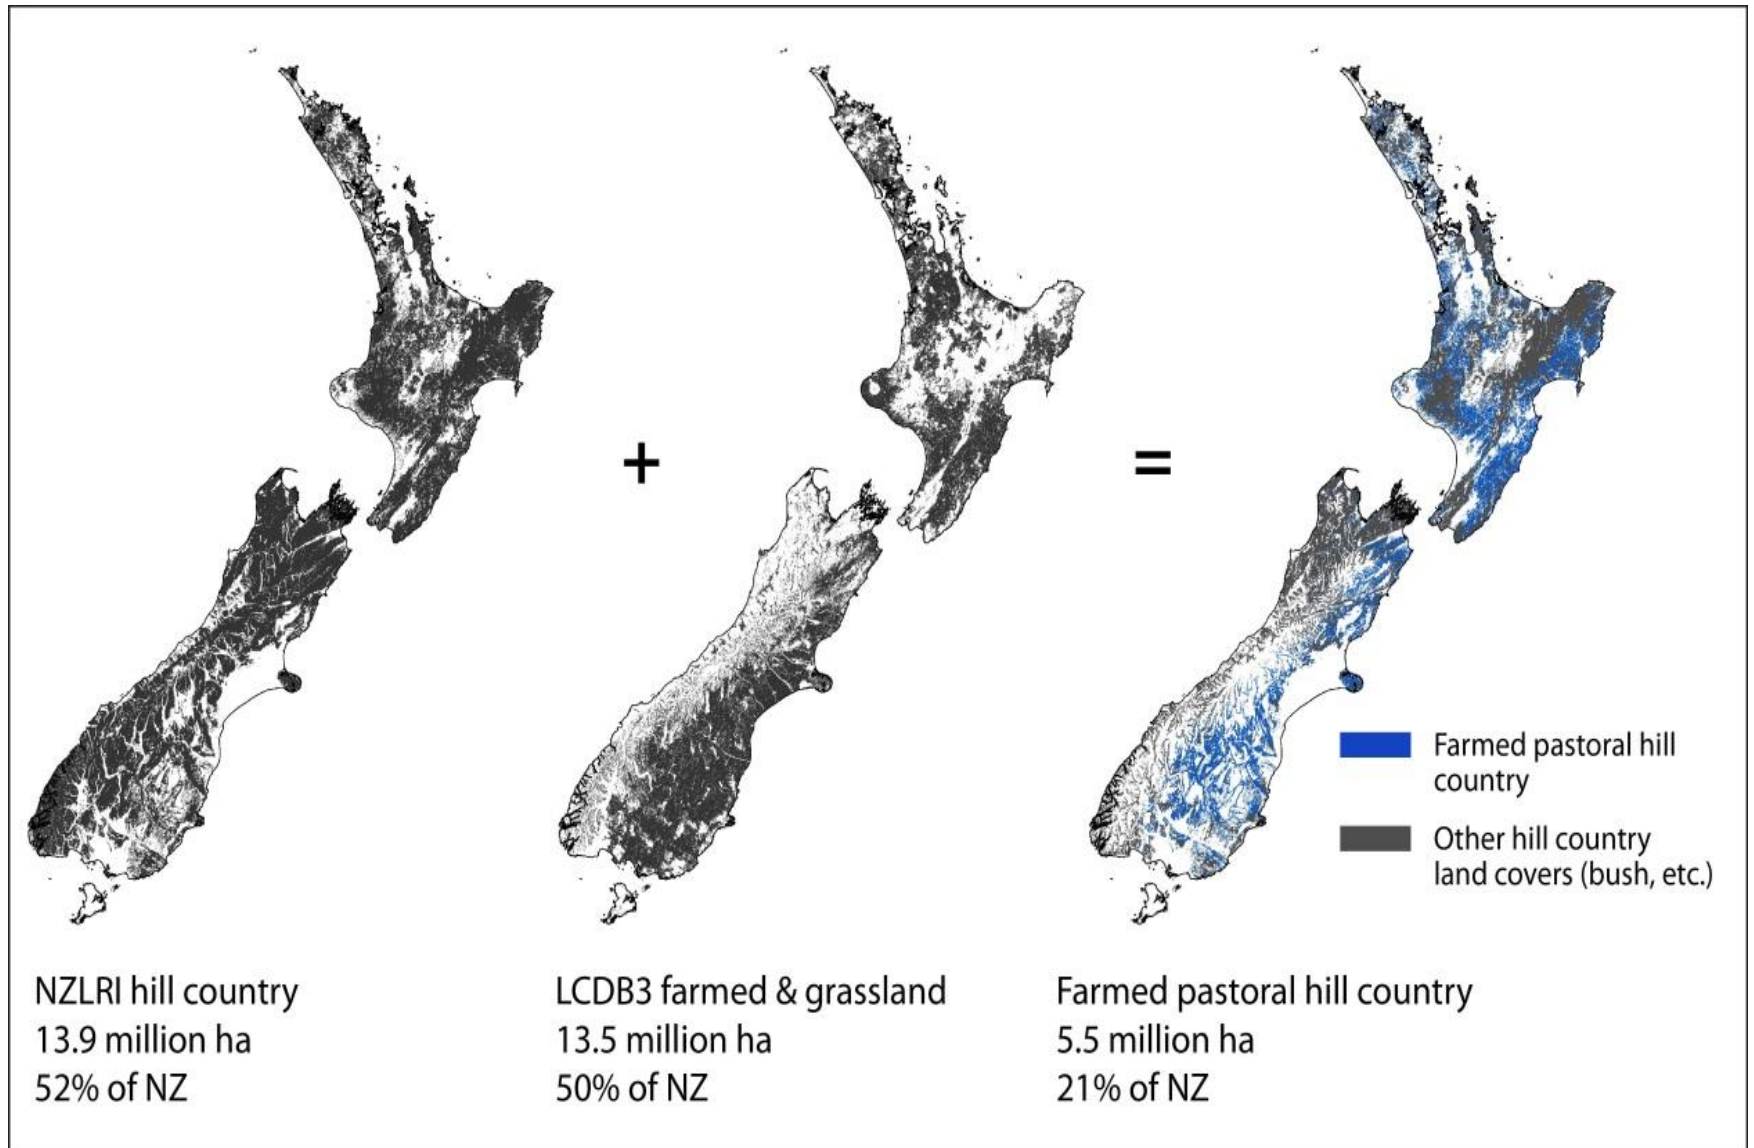 +
=
Farmed pastoral hill
country
Other hill country
land covers (bush, etc.)
NZLRI hill country
13.9 million ha
52% of NZ
LCDB3 farmed & grassland
13.5 million ha
50% of NZ
Farmed pastoral hill country
5.5 million ha
21% of NZ